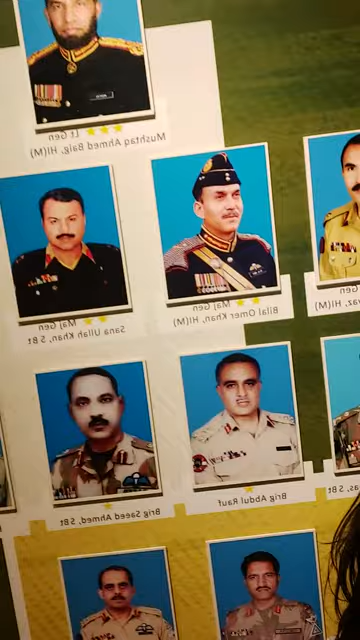 Lt Gen
Mushtaq Ahmed Baig, HI(M)
Maj Gen
Sana Ullah Khan, S Bt
Maj Gen
Bilal Omer Khan, HI(M)
Gen
HI(M)
Brig Saeed Ahmed, S Bt
Brig Abdul Rauf
S Bt